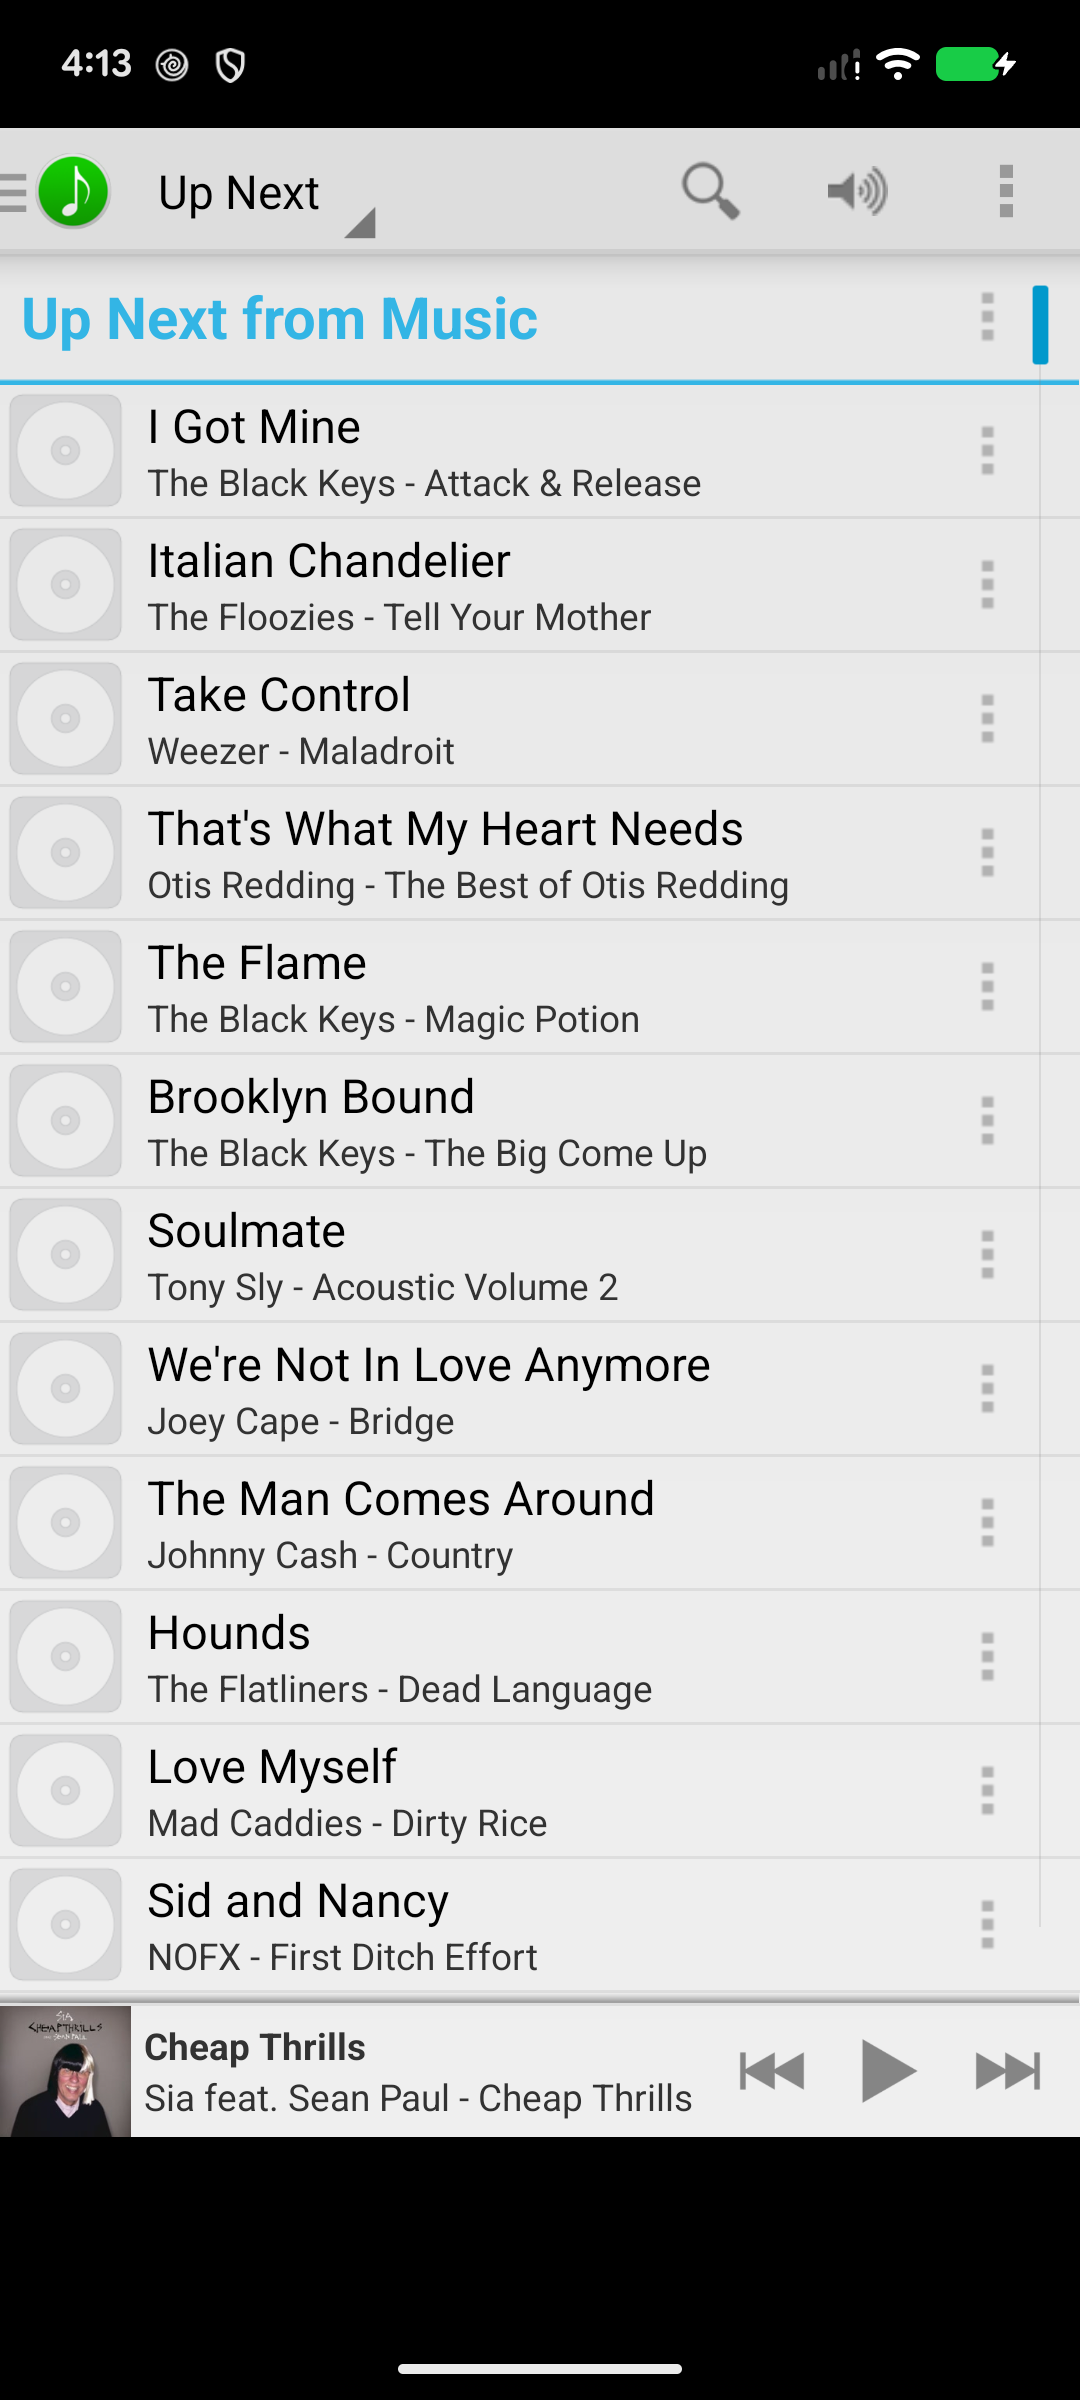 4:13
Up Next
Up Next from Music
I Got Mine
The Black Keys - Attack & Release
Italian Chandelier
The Floozies - Tell Your Mother
Take Control
Weezer - Maladroit
That's What My Heart Needs
Otis Redding - The Best of Otis Redding
The Flame
The Black Keys - Magic Potion
Brooklyn Bound
The Black Keys - The Big Come Up
Soulmate
Tony Sly - Acoustic Volume 2
We're Not In Love Anymore
Joey Cape - Bridge
The Man Comes Around
Johnny Cash - Country
Hounds
The Flatliners - Dead Language
Love Myself
Mad Caddies - Dirty Rice
Sid and Nancy
NOFX - First Ditch Effort
SIA
CHEAP THRILLS
SEAN PAUL
Cheap Thrills
Sia feat. Sean Paul - Cheap Thrills